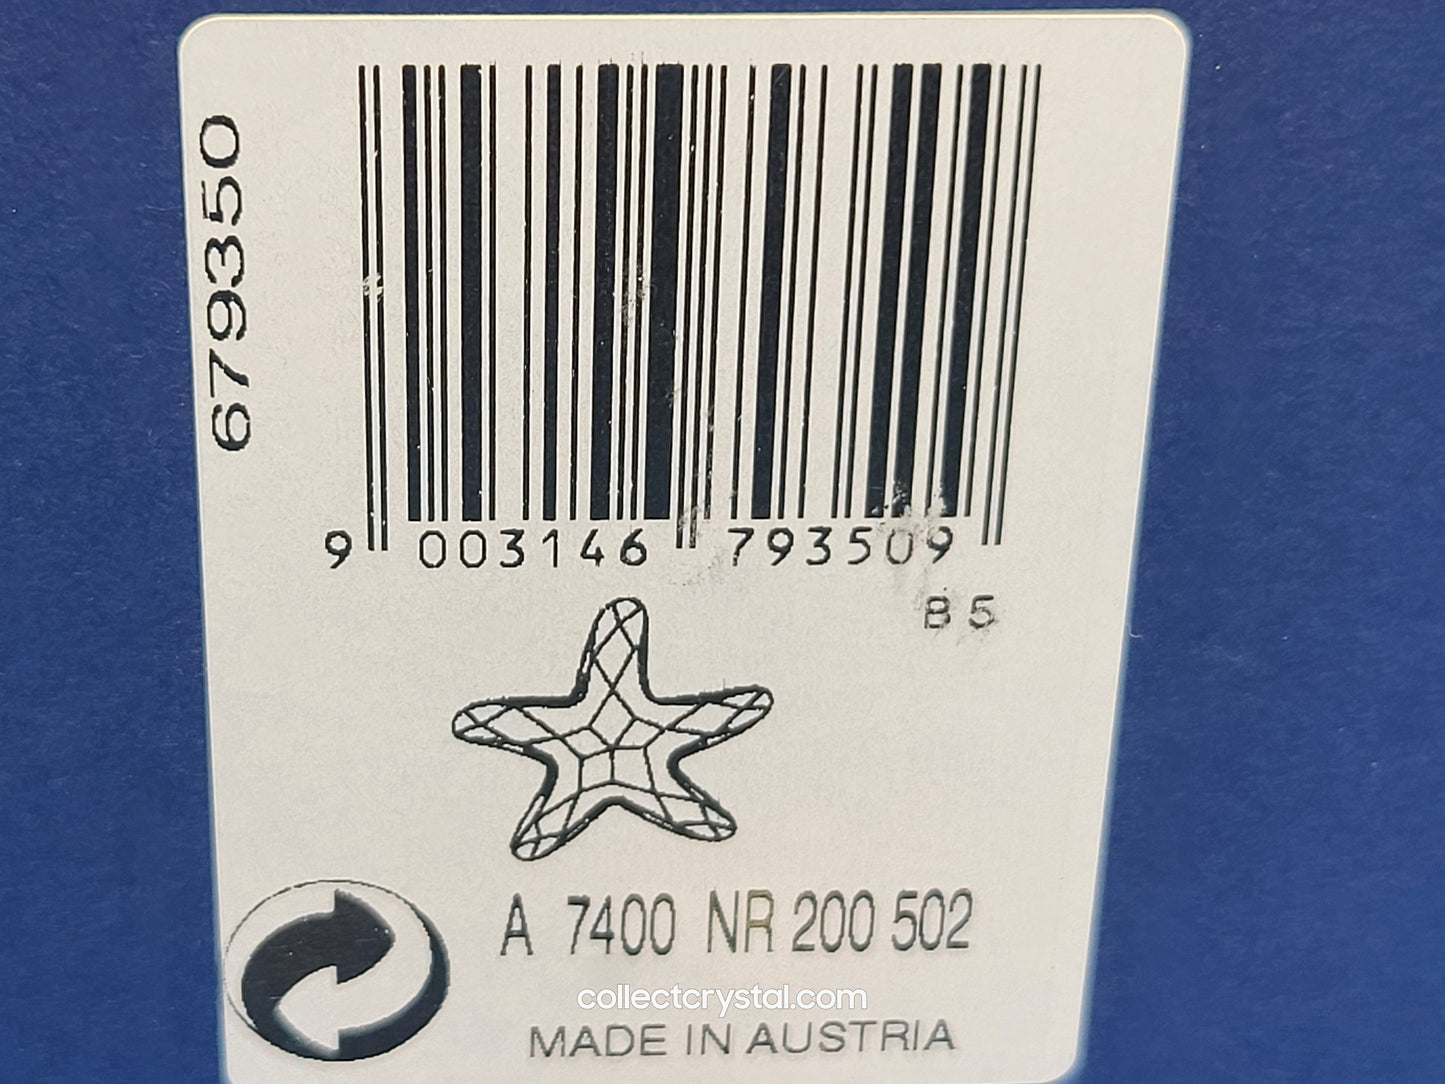 679350
9 003146 793509
B5
A 7400 NR 200 502
collectcrystal.com
MADE IN AUSTRIA